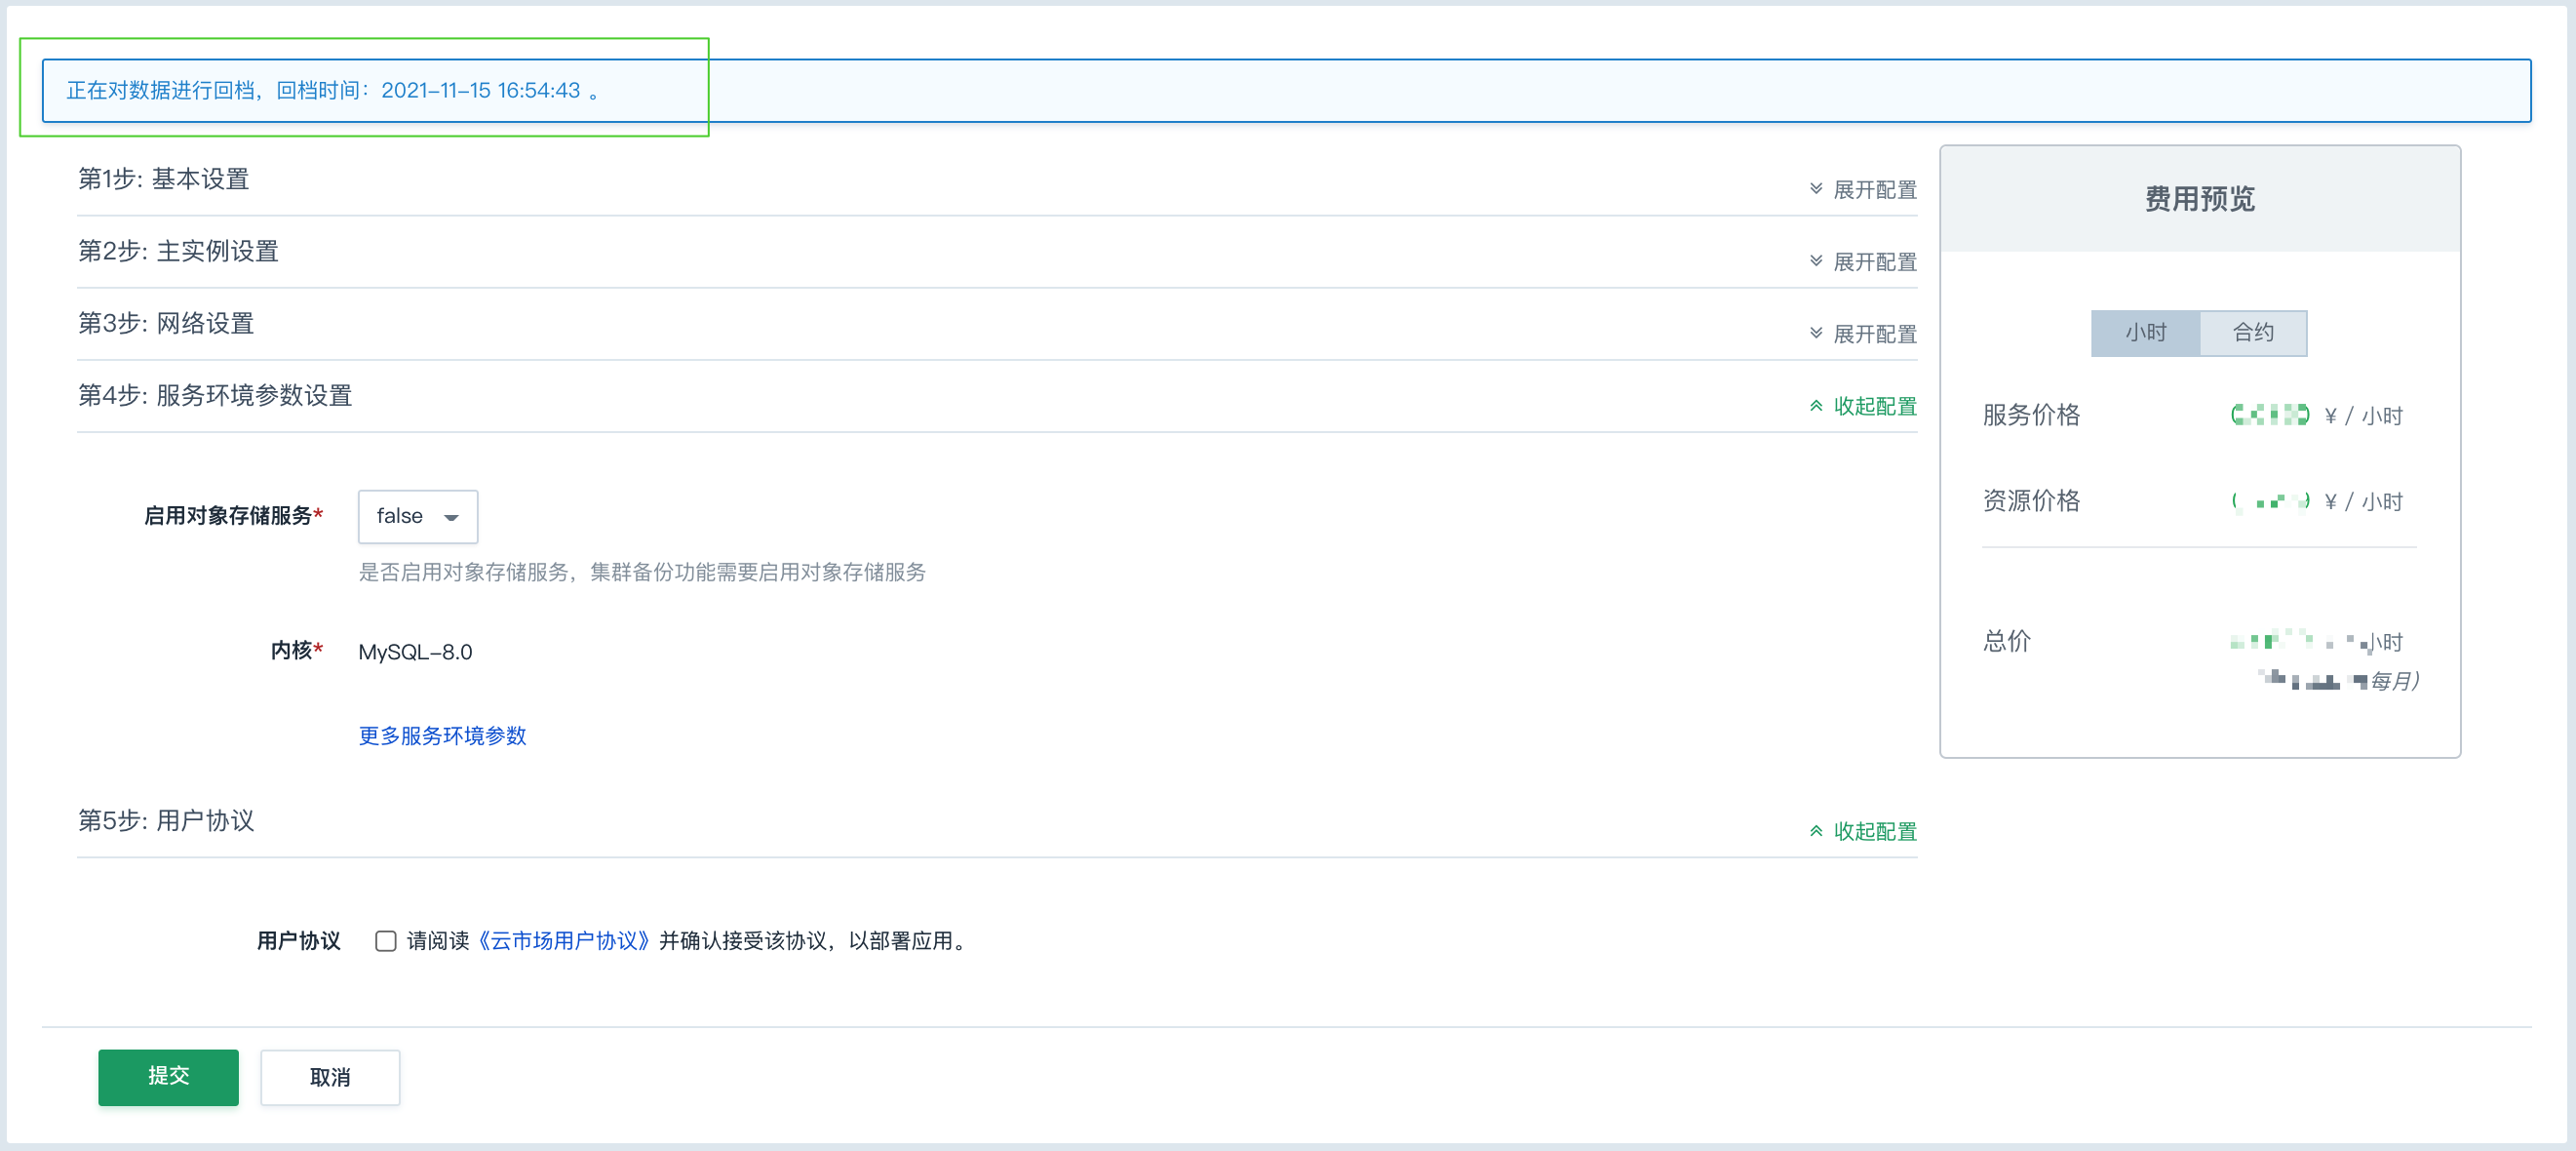 正在对数据进行回档，回档时间：2021-11-15 16:54:43 。
第1步: 基本设置
展开配置
第2步: 主实例设置
展开配置
第3步: 网络设置
展开配置
第4步: 服务环境参数设置
收起配置
启用对象存储服务*
false
是否启用对象存储服务，集群备份功能需要启用对象存储服务
内核*
MySQL-8.0
更多服务环境参数
第5步: 用户协议
收起配置
用户协议
请阅读《云市场用户协议》并确认接受该协议，以部署应用。
提交
取消
费用预览
小时
合约
服务价格
¥ / 小时
资源价格
¥ / 小时
总价
小时
每月)